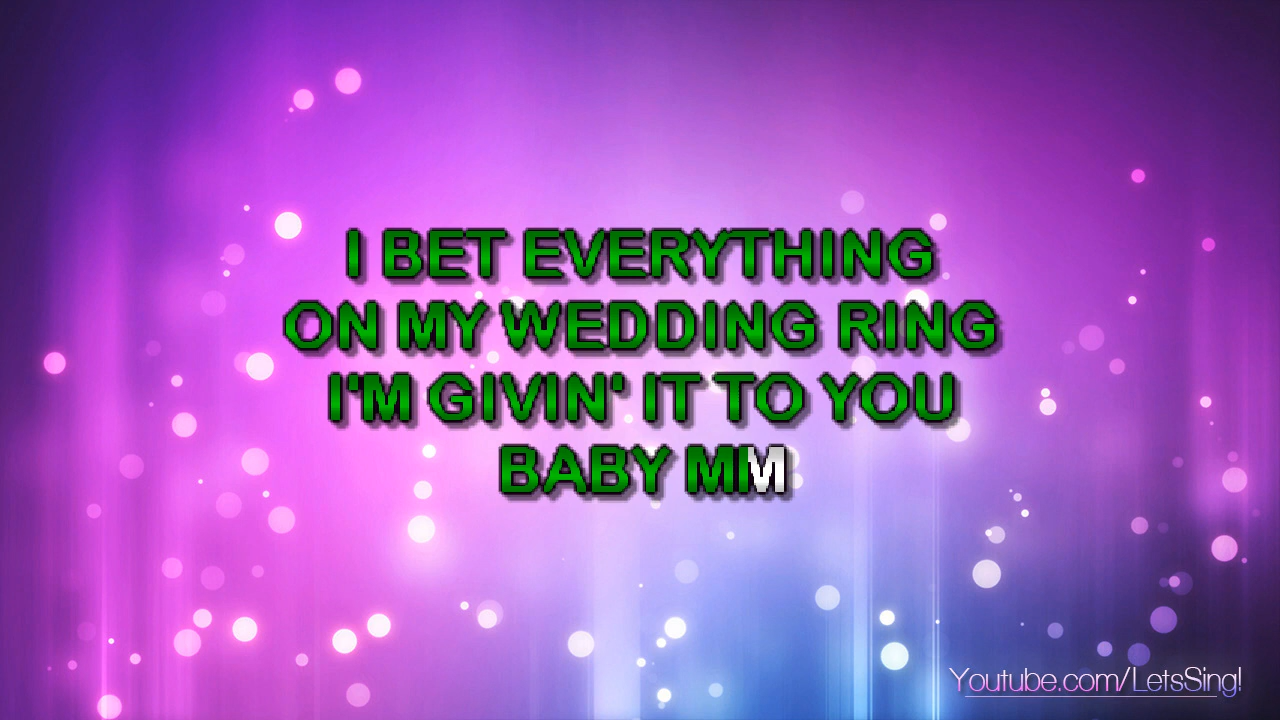 I BET EVERYTHING
ON MY WEDDING RING
I'M GIVIN' IT TO YOU
BABY MM
Youtube.com/LetsSing!